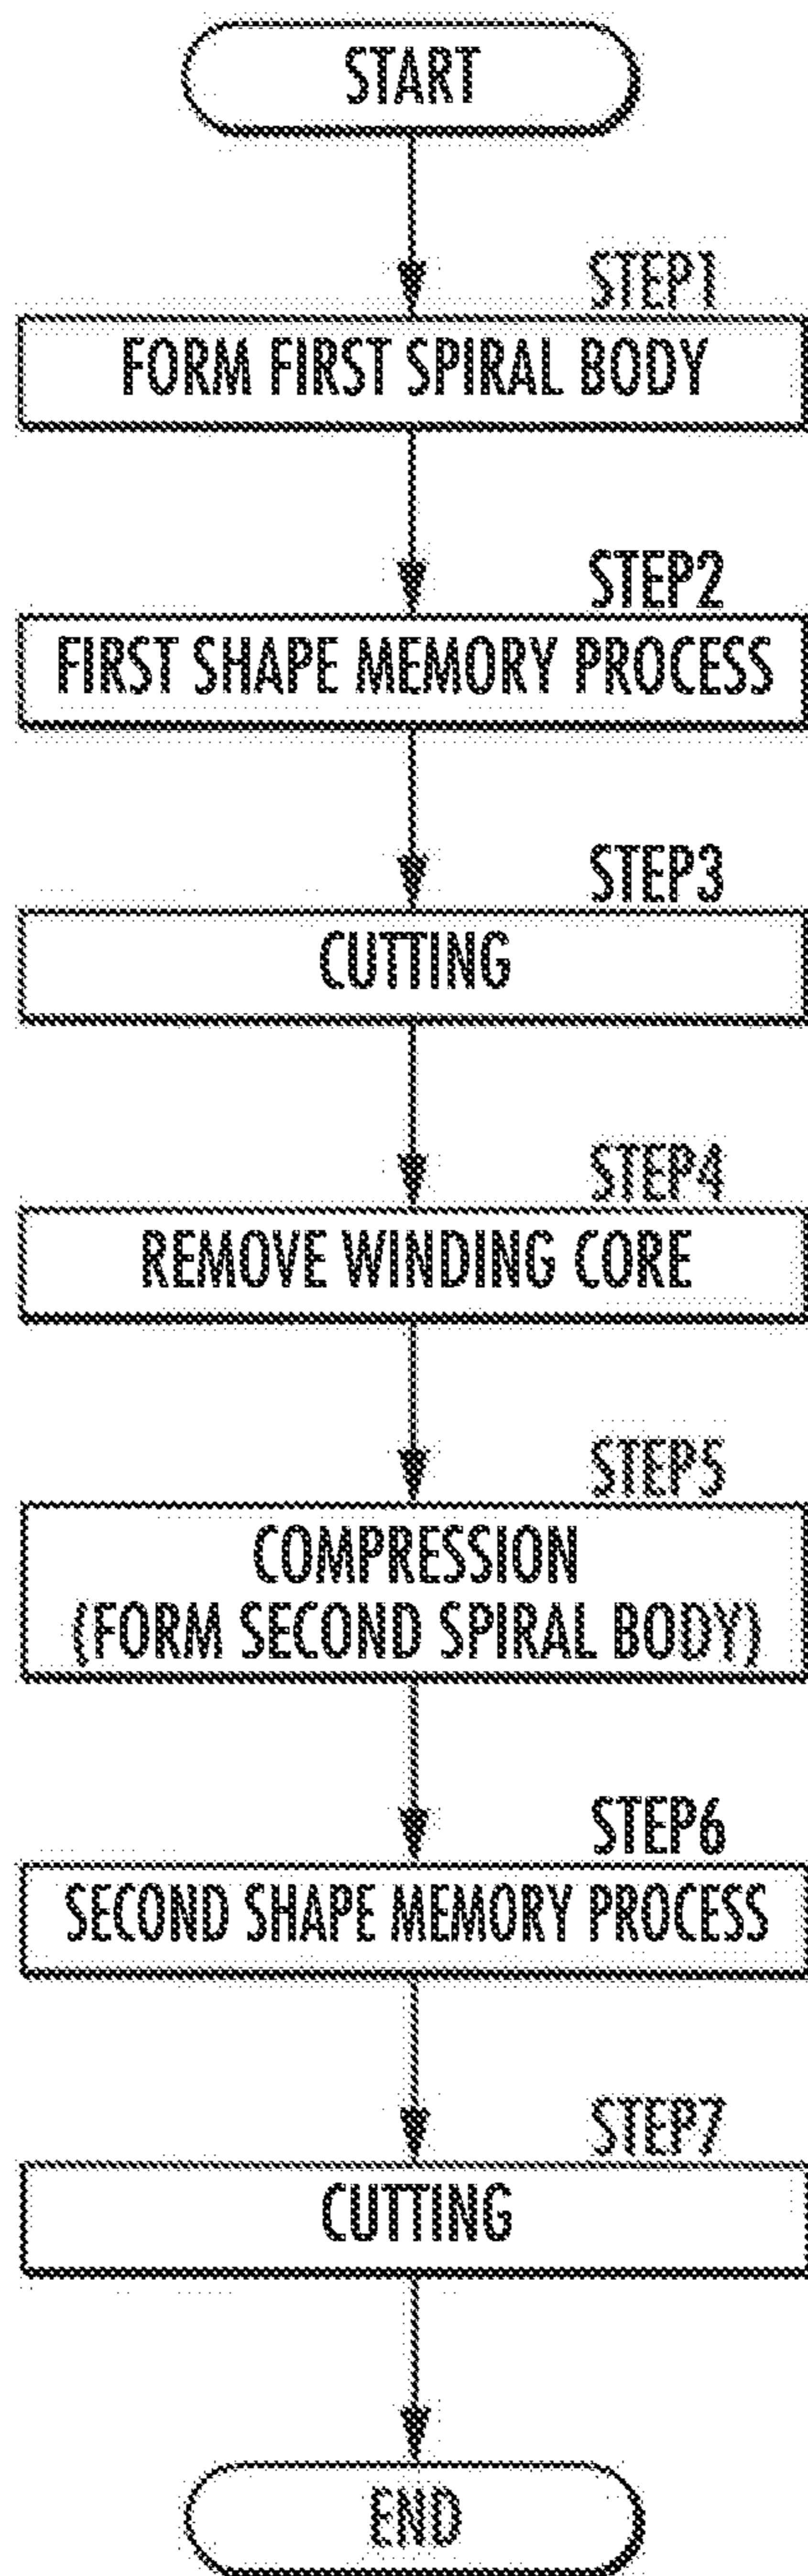 START
STEP1
FORM FIRST SPIRAL BODY
STEP2
FIRST SHAPE MEMORY PROCESS
STEP3
CUTTING
STEP4
REMOVE WINDING CORE
STEP5
COMPRESSION
(FORM SECOND SPIRAL BODY)
STEP6
SECOND SHAPE MEMORY PROCESS
STEP7
CUTTING
END